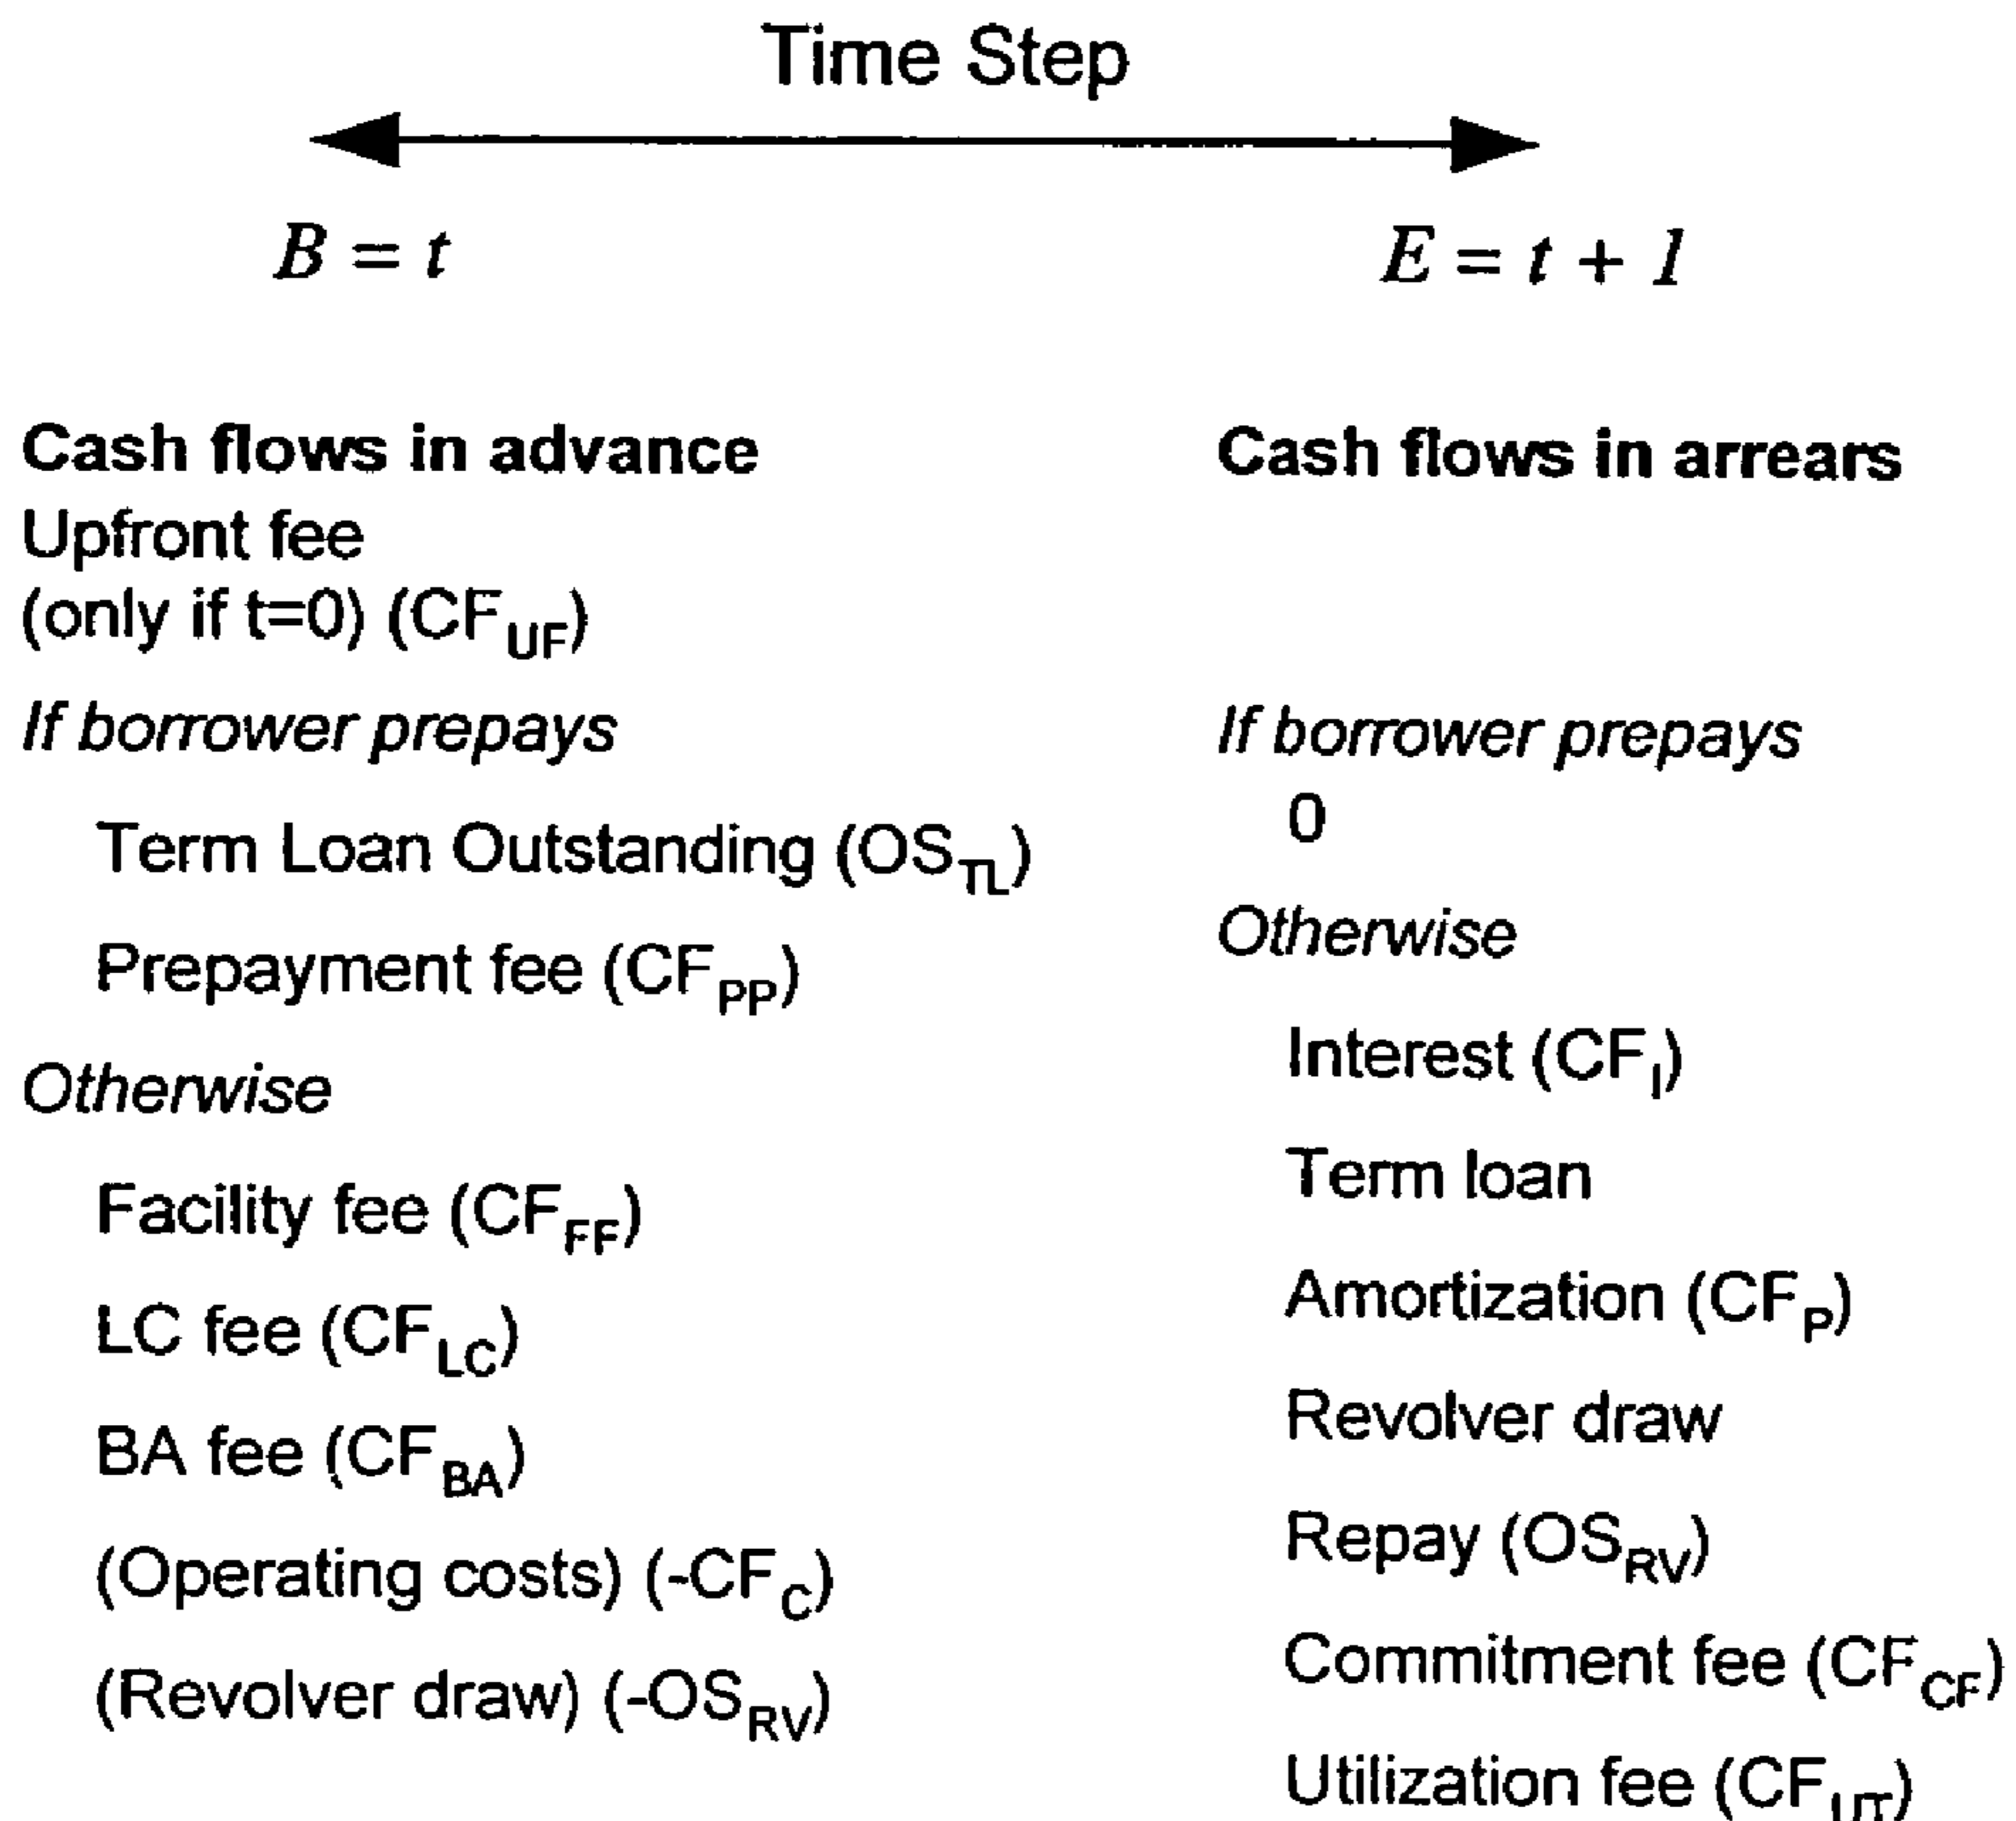 Time Step
B = t
E = t + 1
Cash flows in advance
Upfront fee
(only if t=0) (CF_UF)
If borrower prepays
Term Loan Outstanding (OS_TL)
Prepayment fee (CF_PP)
Otherwise
Facility fee (CF_FF)
LC fee (CF_LC)
BA fee (CF_BA)
(Operating costs) (-CF_C)
(Revolver draw) (-OS_RV)
Cash flows in arrears
If borrower prepays
0
Otherwise
Interest (CF_I)
Term loan
Amortization (CF_P)
Revolver draw
Repay (OS_RV)
Commitment fee (CF_CF)
Utilization fee (CF_UT)